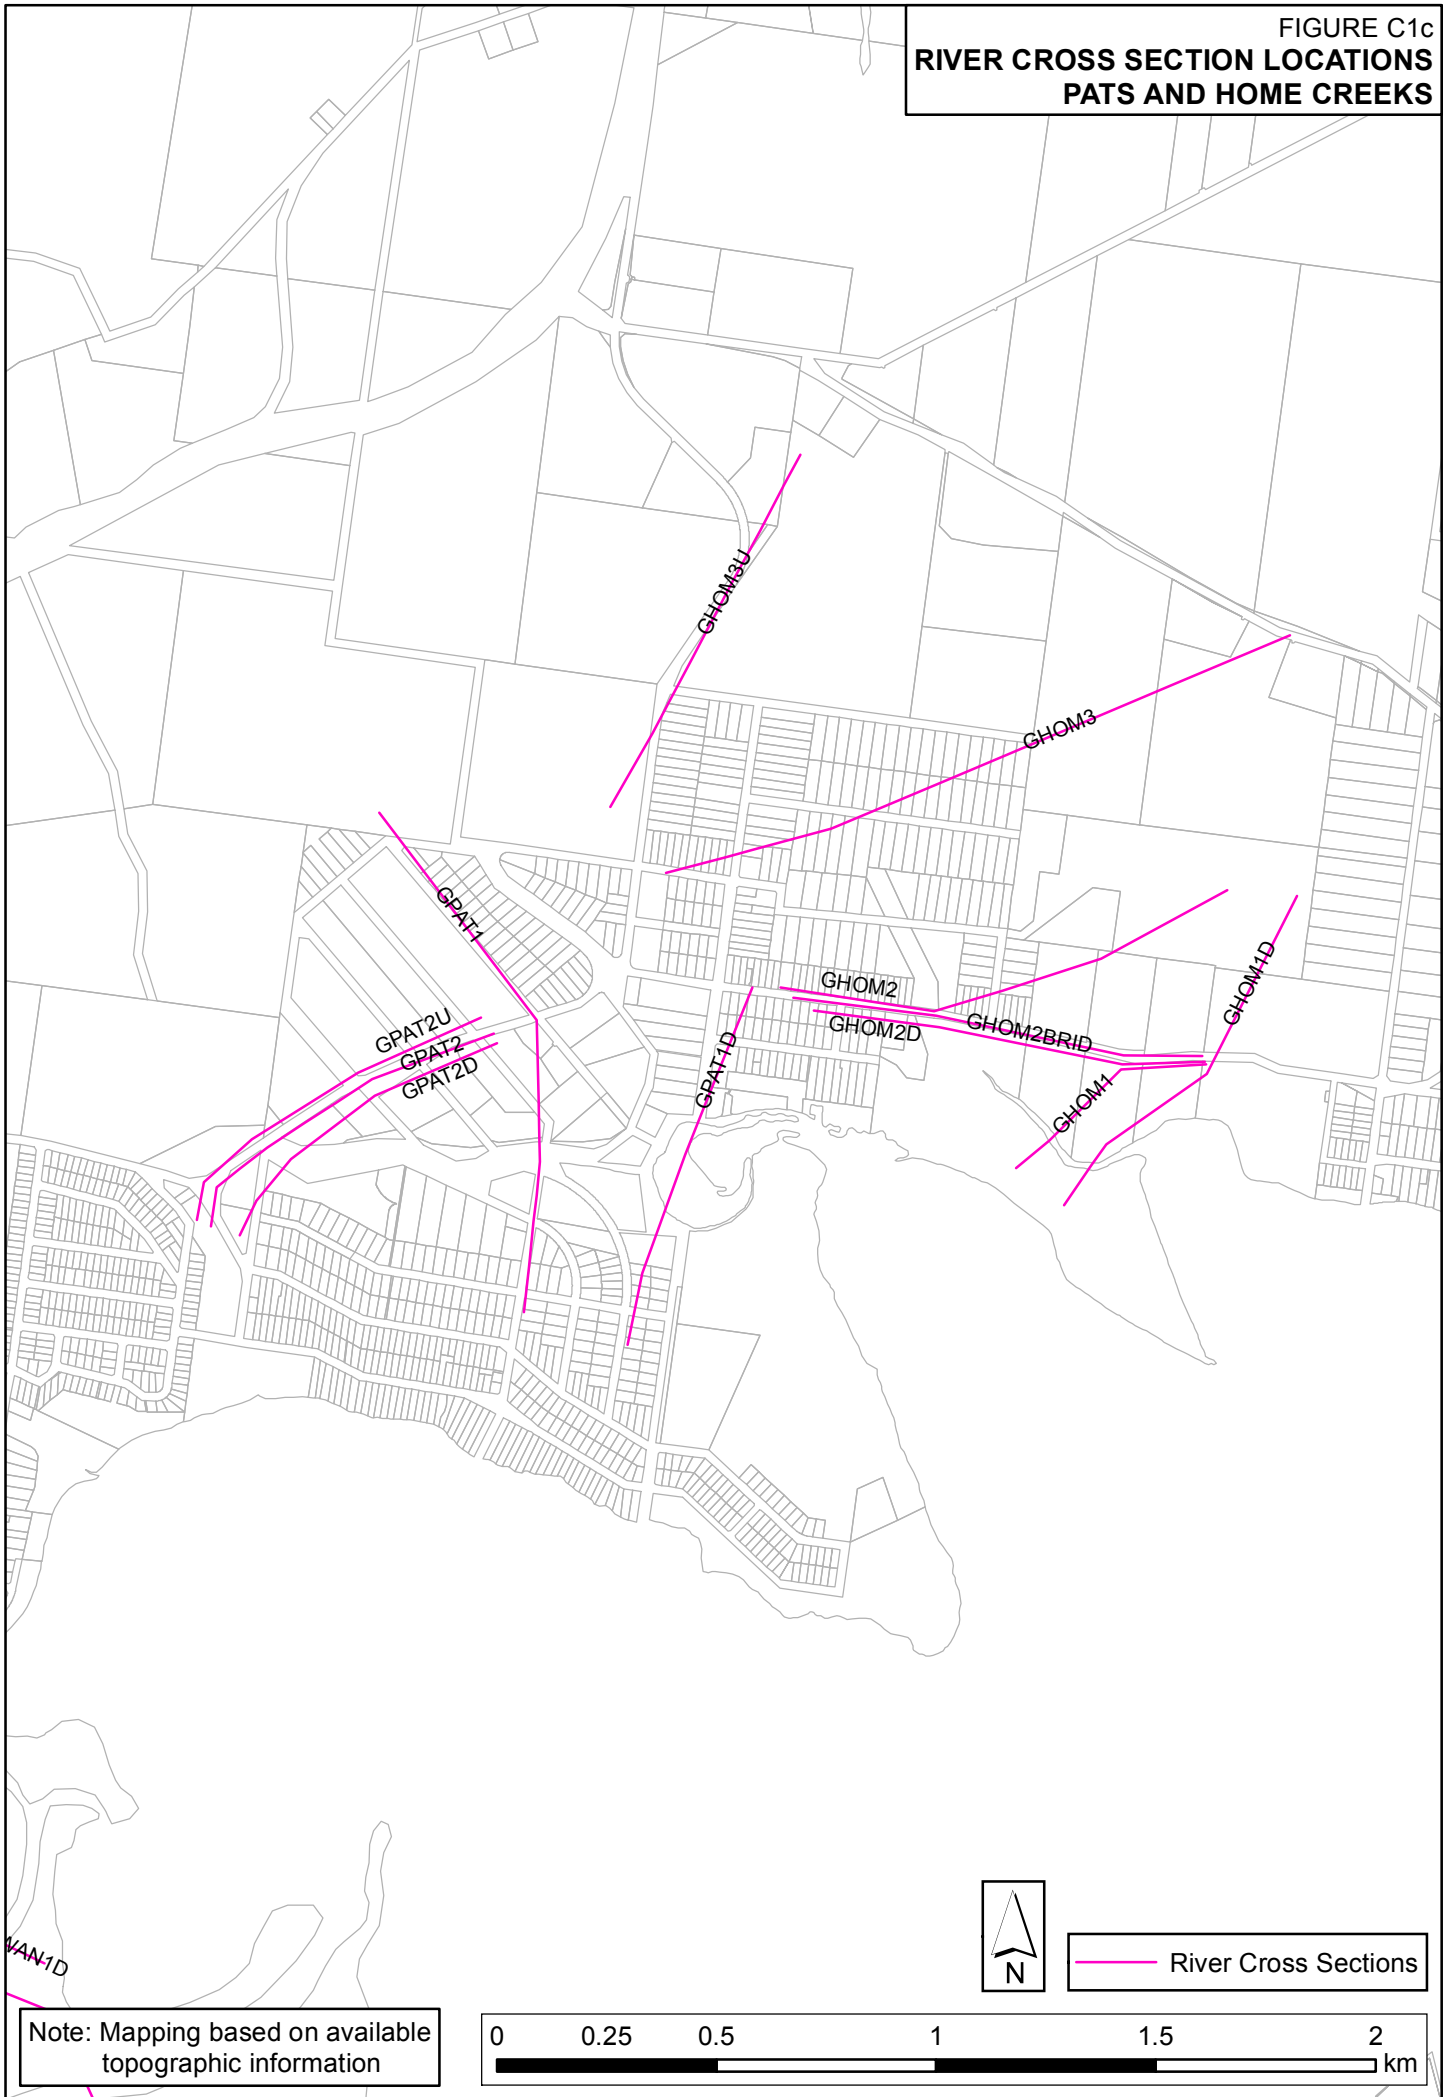 FIGURE C1c
RIVER CROSS SECTION LOCATIONS
PATS AND HOME CREEKS
GHOM3U
GHOM3
GPAT1
GHOM1D
GHOM2
GPAT2U
GHOM2D
GHOM2BRID
GPAT2
GPAT2D
GPAT1D
GHOM1
WAN1D
N
River Cross Sections
Note: Mapping based on available
topographic information
0 0.25 0.5 1 1.5 2
km